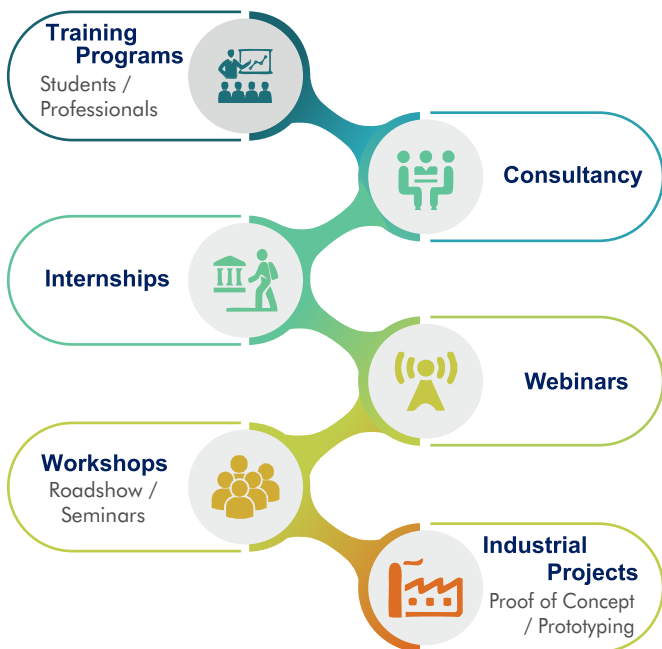 Training
Programs
Students /
Professionals
Consultancy
Internships
Webinars
Workshops
Roadshow /
Seminars
Industrial
Projects
Proof of Concept
/ Prototyping